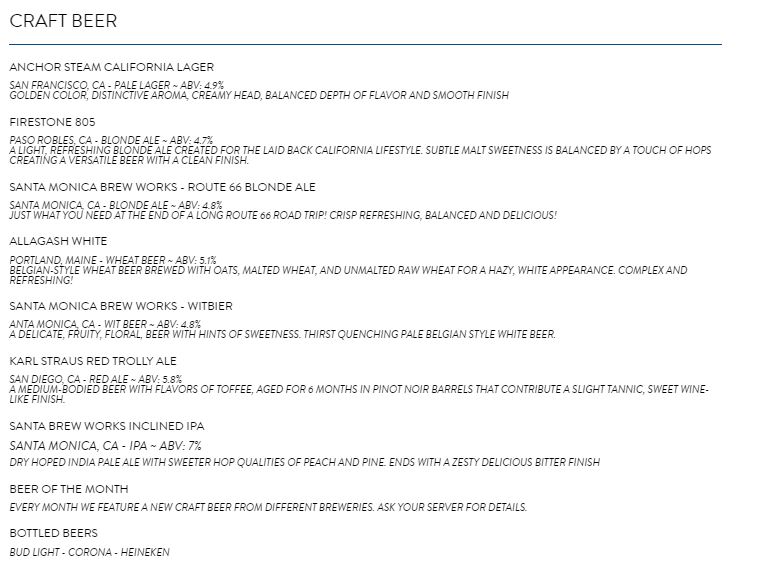 CRAFT BEER
ANCHOR STEAM CALIFORNIA LAGER
SAN FRANCISCO, CA - PALE LAGER ~ ABV: 4.9%
GOLDEN COLOR, DISTINCTIVE AROMA, CREAMY HEAD, BALANCED DEPTH OF FLAVOR AND SMOOTH FINISH
FIRESTONE 805
PASO ROBLES, CA - BLONDE ALE ~ ABV: 4.7%
A LIGHT, REFRESHING BLONDE ALE CREATED FOR THE LAID BACK CALIFORNIA LIFESTYLE. SUBTLE MALT SWEETNESS IS BALANCED BY A TOUCH OF HOPS
CREATING A VERSATILE BEER WITH A CLEAN FINISH.
SANTA MONICA BREW WORKS - ROUTE 66 BLONDE ALE
SANTA MONICA, CA - BLONDE ALE ~ ABV: 4.8%
JUST WHAT YOU NEED AT THE END OF A LONG ROUTE 66 ROAD TRIP! CRISP REFRESHING, BALANCED AND DELICIOUS!
ALLAGASH WHITE
PORTLAND, MAINE - WHEAT BEER ~ ABV: 5.1%
BELGIAN-STYLE WHEAT BEER BREWED WITH OATS, MALTED WHEAT, AND UNMALTED RAW WHEAT FOR A HAZY, WHITE APPEARANCE. COMPLEX AND
REFRESHING!
SANTA MONICA BREW WORKS - WITBIER
ANTA MONICA, CA - WIT BEER ~ ABV: 4.8%
A DELICATE, FRUITY, FLORAL, BEER WITH HINTS OF SWEETNESS. THIRST QUENCHING PALE BELGIAN STYLE WHITE BEER.
KARL STRAUS RED TROLLY ALE
SAN DIEGO, CA - RED ALE ~ ABV: 5.8%
A MEDIUM-BODIED BEER WITH FLAVORS OF TOFFEE, AGED FOR 6 MONTHS IN PINOT NOIR BARRELS THAT CONTRIBUTE A SLIGHT TANNIC, SWEET WINE-
LIKE FINISH.
SANTA BREW WORKS INCLINED IPA
SANTA MONICA, CA - IPA ~ ABV: 7%
DRY HOPED INDIA PALE ALE WITH SWEETER HOP QUALITIES OF PEACH AND PINE. ENDS WITH A ZESTY DELICIOUS BITTER FINISH
BEER OF THE MONTH
EVERY MONTH WE FEATURE A NEW CRAFT BEER FROM DIFFERENT BREWERIES. ASK YOUR SERVER FOR DETAILS.
BOTTLED BEERS
BUD LIGHT - CORONA - HEINEKEN